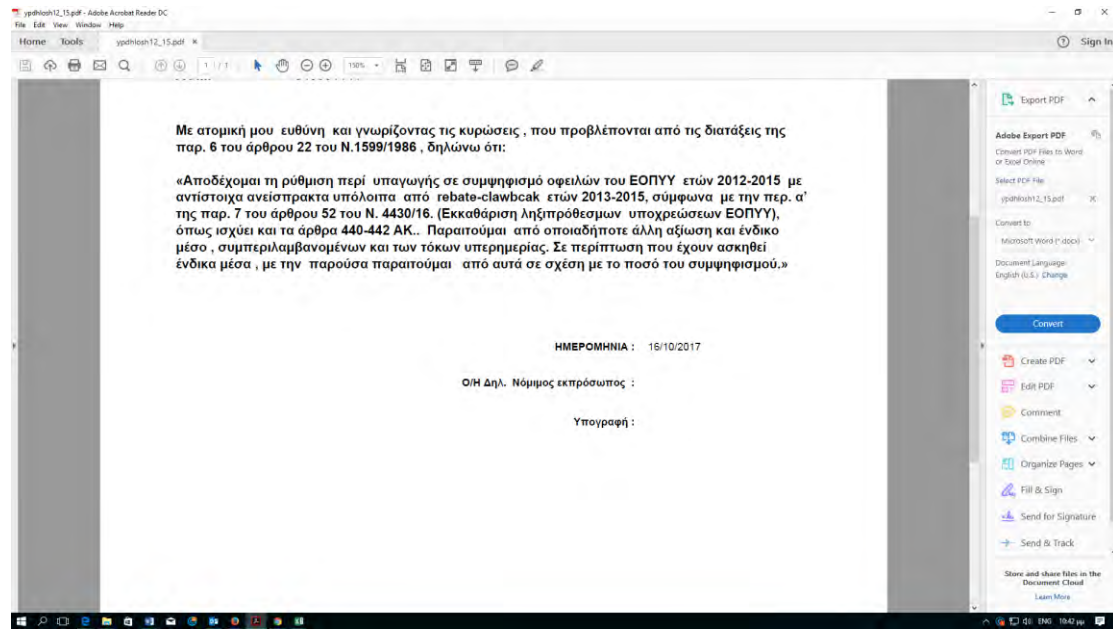 ypdhlosh12_15.pdf - Adobe Acrobat Reader DC
File Edit View Window Help
Home Tools ypdhlosh12_15.pdf × Sign In
1 / 1 150%
Με ατομική μου ευθύνη και γνωρίζοντας τις κυρώσεις , που προβλέπονται από τις διατάξεις της
παρ. 6 του άρθρου 22 του Ν.1599/1986 , δηλώνω ότι:
«Αποδέχομαι τη ρύθμιση περί υπαγωγής σε συμψηφισμό οφειλών του ΕΟΠΥΥ ετών 2012-2015 με
αντίστοιχα ανείσπρακτα υπόλοιπα από rebate-clawbcak ετών 2013-2015, σύμφωνα με την περ. α’
της παρ. 7 του άρθρου 52 του Ν. 4430/16. (Εκκαθάριση ληξιπρόθεσμων υποχρεώσεων ΕΟΠΥΥ),
όπως ισχύει και τα άρθρα 440-442 ΑΚ.. Παραιτούμαι από οποιαδήποτε άλλη αξίωση και ένδικο
μέσο , συμπεριλαμβανομένων και των τόκων υπερημερίας. Σε περίπτωση που έχουν ασκηθεί
ένδικα μέσα , με την παρούσα παραιτούμαι από αυτά σε σχέση με το ποσό του συμψηφισμού.»
ΗΜΕΡΟΜΗΝΙΑ : 16/10/2017
Ο/Η Δηλ. Νόμιμος εκπρόσωπος :
Υπογραφή :
Export PDF
Adobe Export PDF
Convert PDF Files to Word
or Excel Online
Select PDF File
ypdhlosh12_15.pdf ×
Convert to
Microsoft Word (*.docx)
Document Language:
English (U.S.) Change
Convert
Create PDF
Edit PDF
Comment
Combine Files
Organize Pages
Fill & Sign
Send for Signature
Send & Track
Store and share files in the
Document Cloud
Learn More
ENG 10:42 μμ